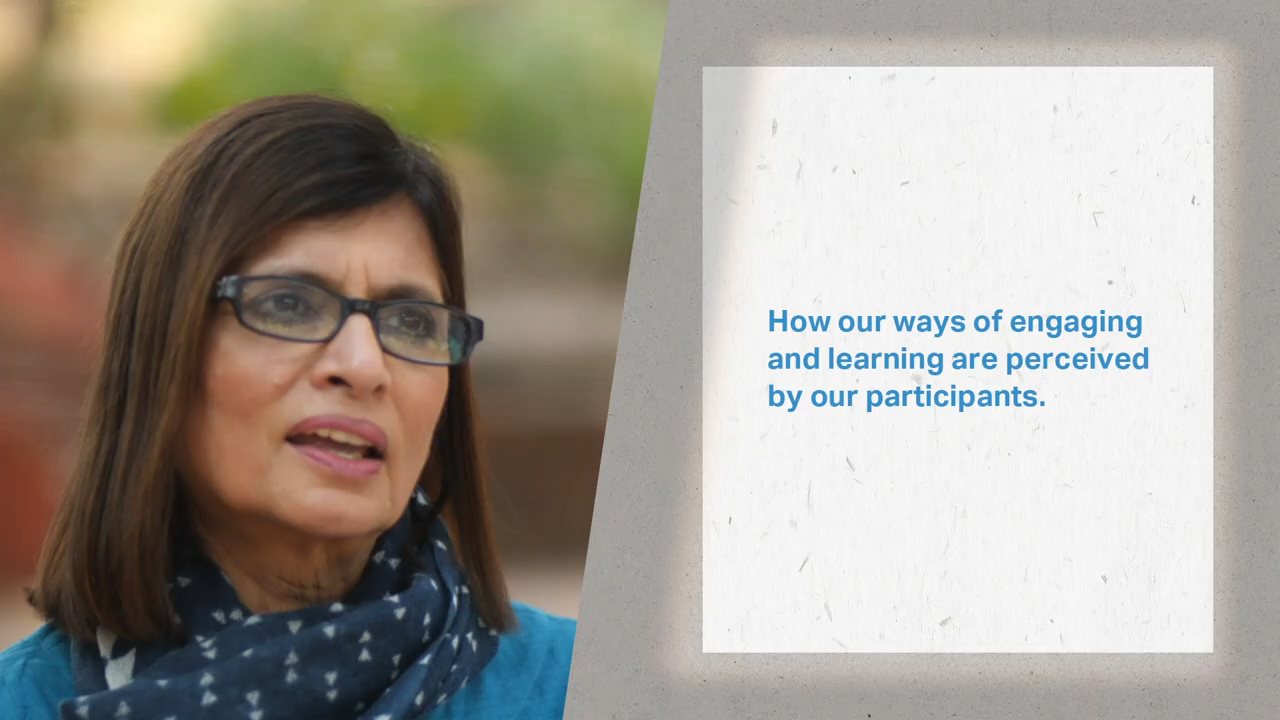 How our ways of engaging
and learning are perceived
by our participants.